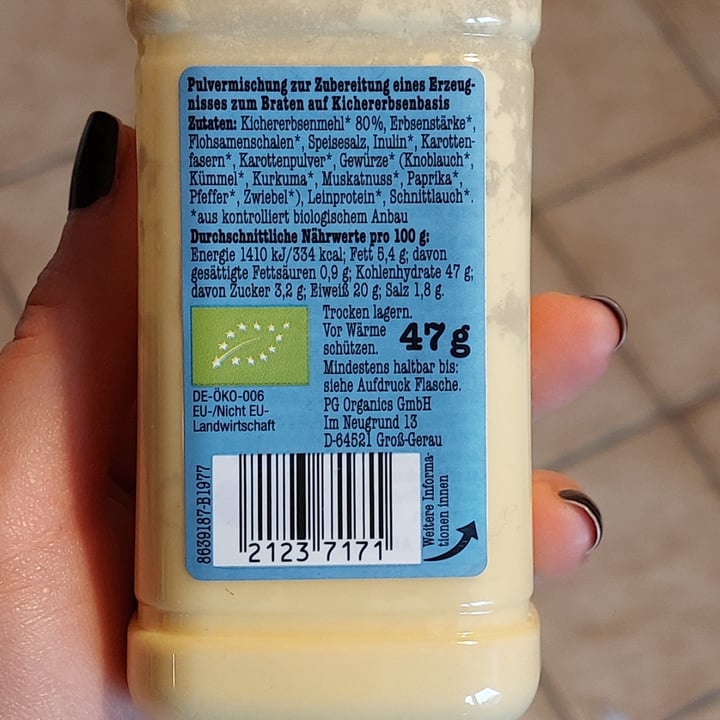 Pulvermischung zur Zubereitung eines Erzeug-
nisses zum Braten auf Kichererbsenbasis
Zutaten: Kichererbsenmehl* 80%, Erbsenstärke*,
Flohsamenschalen*, Speisesalz, Inulin*, Karotten-
fasern*, Karottenpulver*, Gewürze* (Knoblauch*,
Kümmel*, Kurkuma*, Muskatnuss*, Paprika*,
Pfeffer*, Zwiebel*), Leinprotein*, Schnittlauch*.
*aus kontrolliert biologischem Anbau
Durchschnittliche Nährwerte pro 100 g:
Energie 1410 kJ/334 kcal; Fett 5,4 g; davon
gesättigte Fettsäuren 0,9 g; Kohlenhydrate 47 g;
davon Zucker 3,2 g; Eiweiß 20 g; Salz 1,8 g.
Trocken lagern.
Vor Wärme
schützen.
47g
Mindestens haltbar bis:
siehe Aufdruck Flasche.
PG Organics GmbH
Im Neugrund 13
D-64521 Groß-Gerau
DE-ÖKO-006
EU-/Nicht EU-
Landwirtschaft
8639187-B1977
2123 7171
Weitere Informa-
tionen innen